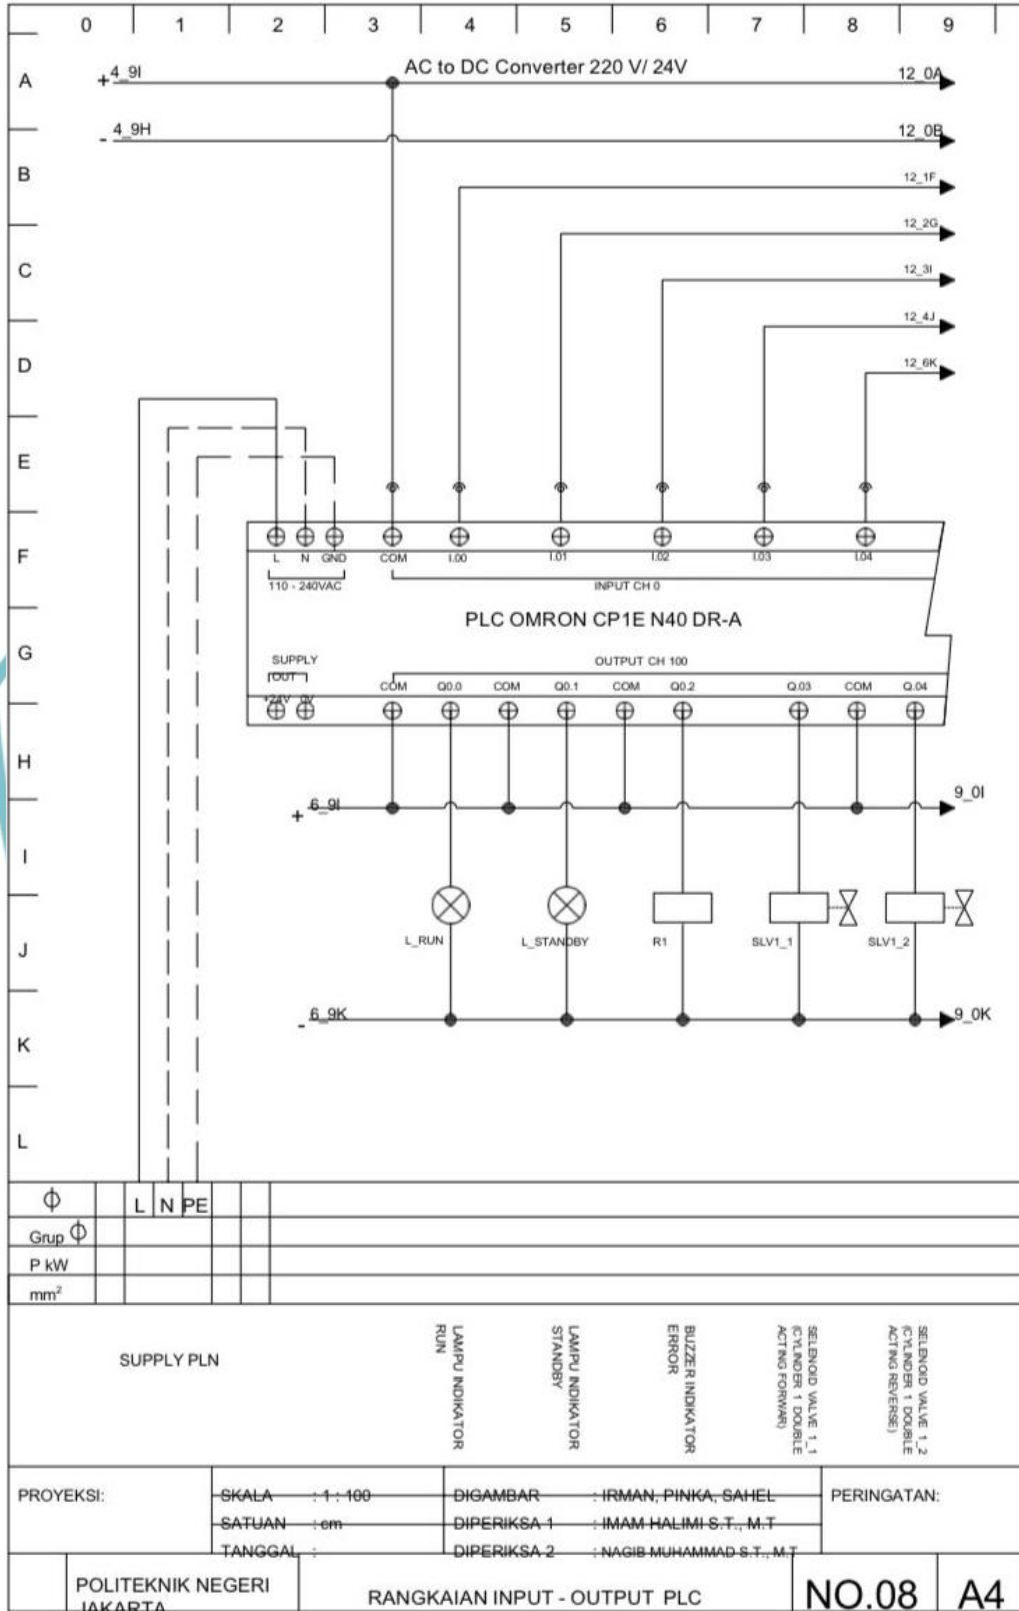 0 1 2 3 4 5 6 7 8 9
A
+ 4_9I
AC to DC Converter 220 V/ 24V
12_0A
- 4_9H
12_0B
B
12_1F
12_2G
C
12_3I
12_4J
D
12_6K
E
F
L N GND COM I.00 I.01 I.02 I.03 I.04
110 - 240VAC
INPUT CH 0
PLC OMRON CP1E N40 DR-A
G
SUPPLY
OUT
OUTPUT CH 100
+24V 0V
COM Q0.0 COM Q0.1 COM Q0.2 Q.03 COM Q.04
H
+ 6_9I
9_0I
I
J
L_RUN L_STANDBY R1 SLV1_1 SLV1_2
- 6_9K
9_0K
K
L
Φ L N PE
Grup Φ
P kW
mm²
SUPPLY PLN
LAMPU INDIKATOR
RUN
LAMPU INDIKATOR
STANDBY
BUZZER INDIKATOR
ERROR
SELENOID VALVE 1_1
(CYLINDER 1 DOUBLE
ACTING FORWAR)
SELENOID VALVE 1_2
(CYLINDER 1 DOUBLE
ACTING REVERSE)
PROYEKSI:
SKALA : 1 : 100
SATUAN : cm
TANGGAL :
DIGAMBAR : IRMAN, PINKA, SAHEL
DIPERIKSA 1 : IMAM HALIMI S.T., M.T
DIPERIKSA 2 : NAGIB MUHAMMAD S.T., M.T
PERINGATAN:
POLITEKNIK NEGERI
JAKARTA
RANGKAIAN INPUT - OUTPUT PLC
NO.08
A4